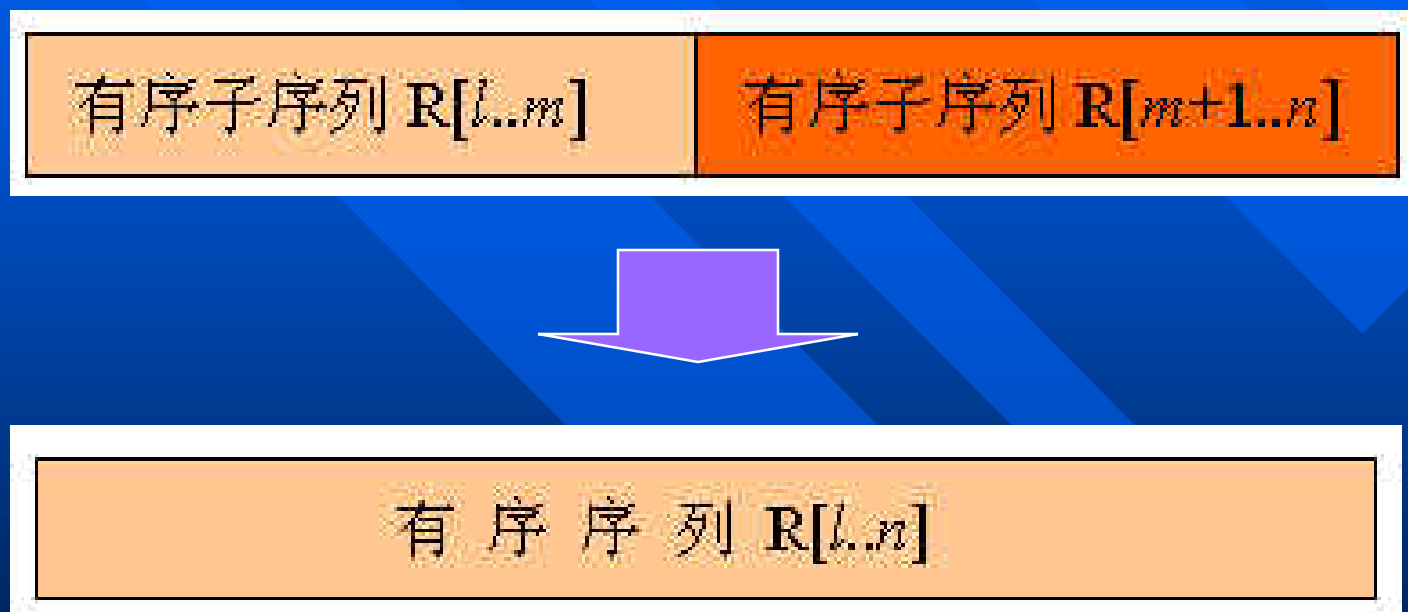 有序子序列 R[l..m] 有序子序列 R[m+1..n]
有 序 序 列 R[l..n]